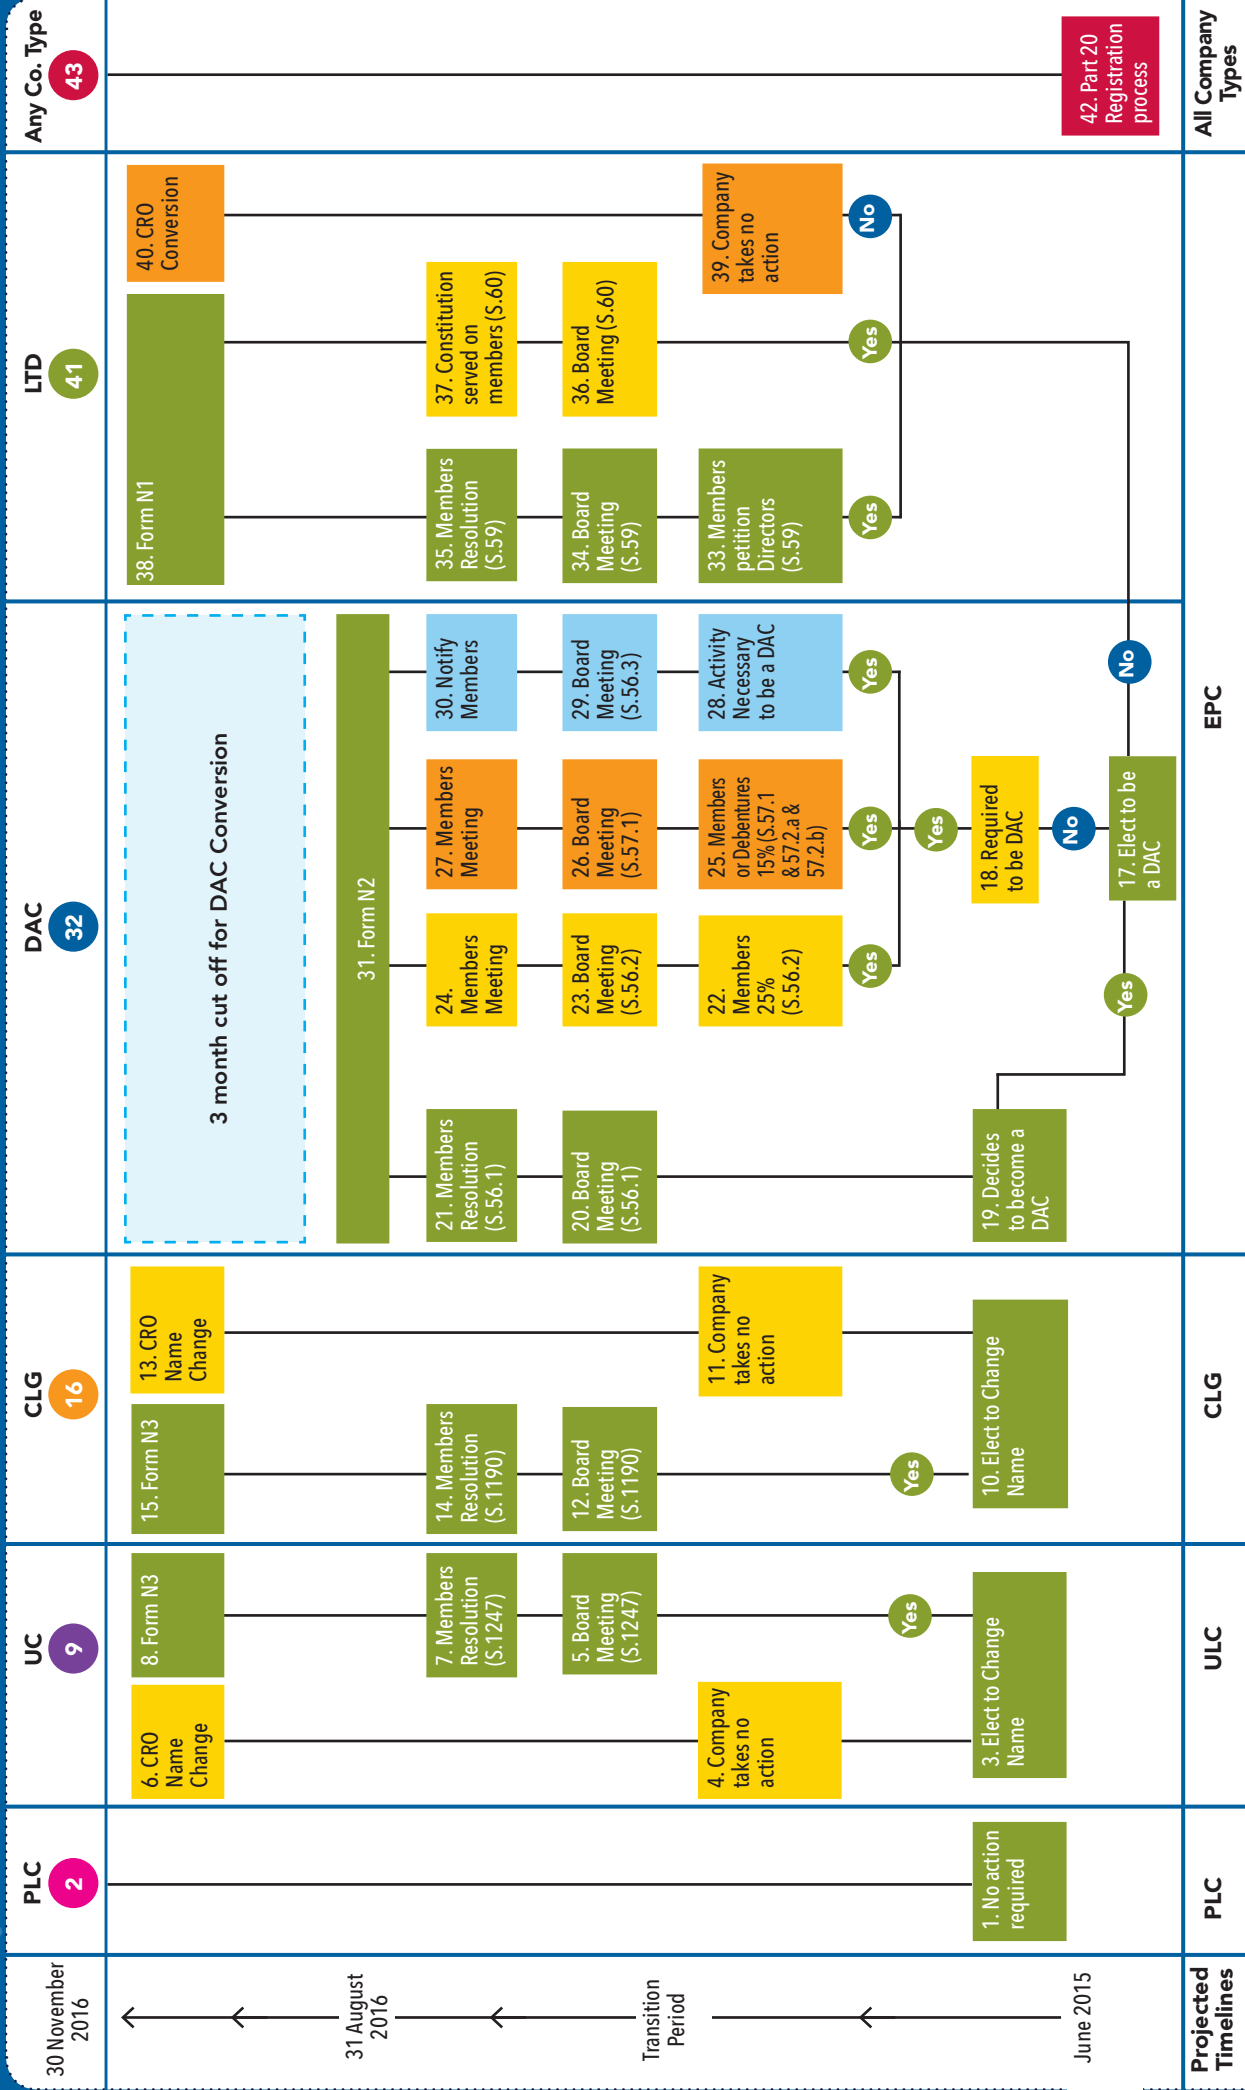 30 November
2016
31 August
2016
Transition
Period
June 2015
Projected
Timelines
PLC
2
1. No action
required
PLC
UC
9
6. CRO
Name
Change
8. Form N3
7. Members
Resolution
(S.1247)
5. Board
Meeting
(S.1247)
4. Company
takes no
action
Yes
3. Elect to Change
Name
ULC
CLG
16
15. Form N3
13. CRO
Name
Change
14. Members
Resolution
(S.1190)
12. Board
Meeting
(S.1190)
11. Company
takes no
action
Yes
10. Elect to Change
Name
CLG
DAC
32
3 month cut off for DAC Conversion
31. Form N2
21. Members
Resolution
(S.56.1)
24.
Members
Meeting
27. Members
Meeting
30. Notify
Members
20. Board
Meeting
(S.56.1)
23. Board
Meeting
(S.56.2)
26. Board
Meeting
(S.57.1)
29. Board
Meeting
(S.56.3)
22.
Members
25%
(S.56.2)
25. Members
or Debentures
15% (S.57.1
& 57.2.a &
57.2.b)
28. Activity
Necessary
to be a DAC
Yes
Yes
Yes
Yes
19. Decides
to become a
DAC
18. Required
to be DAC
No
Yes
17. Elect to be
a DAC
No
EPC
LTD
41
38. Form N1
40. CRO
Conversion
35. Members
Resolution
(S.59)
37. Constitution
served on
members (S.60)
34. Board
Meeting
(S.59)
36. Board
Meeting (S.60)
33. Members
petition
Directors
(S.59)
39. Company
takes no
action
Yes
Yes
No
Any Co. Type
43
42. Part 20
Registration
process
All Company
Types